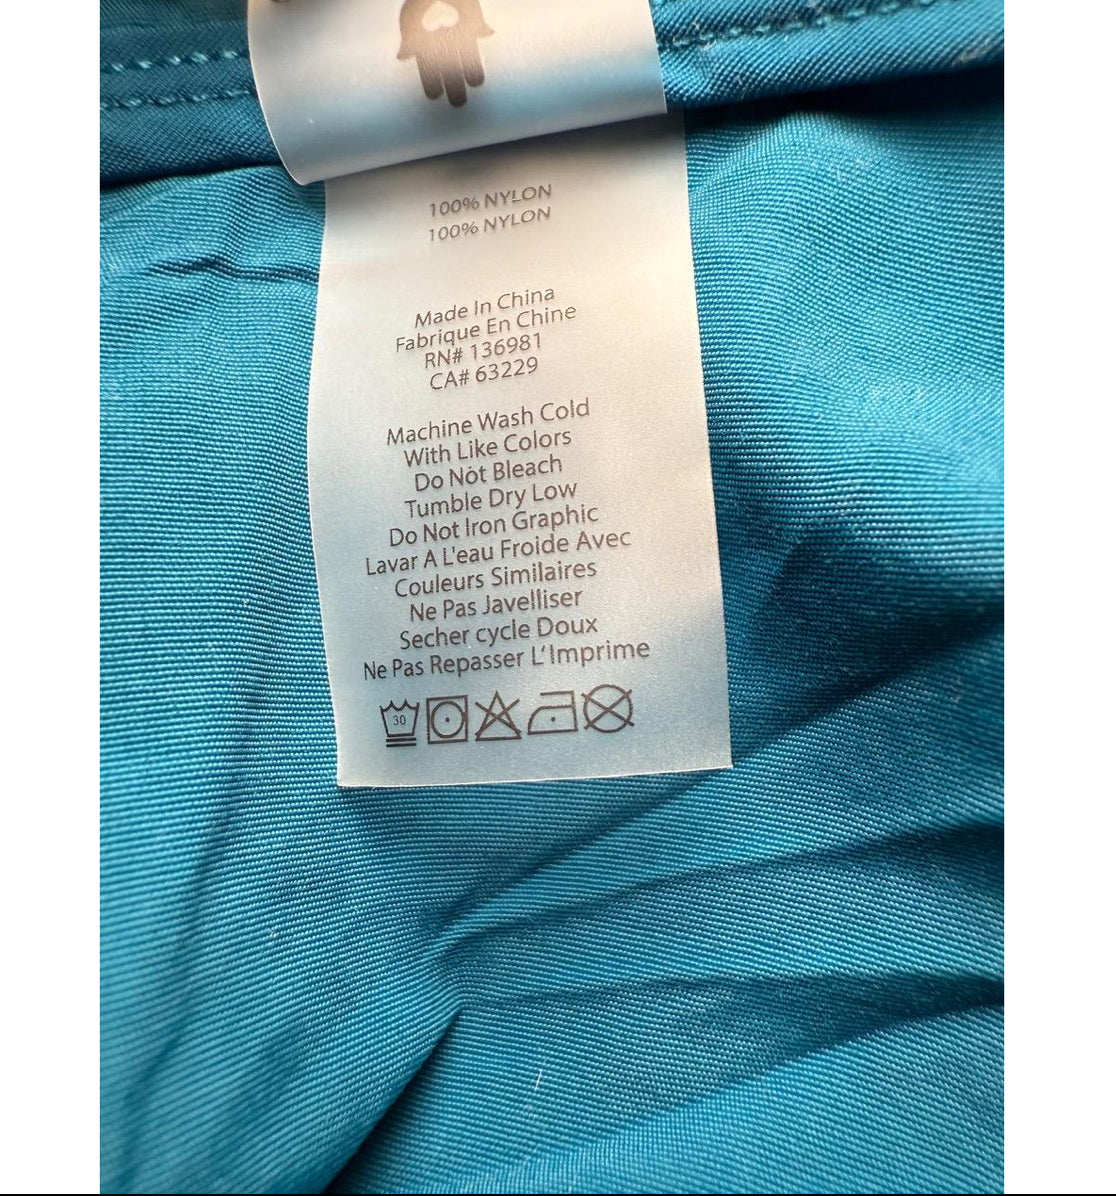 100% NYLON
100% NYLON
Made In China
Fabrique En Chine
RN# 136981
CA# 63229
Machine Wash Cold
With Like Colors
Do Not Bleach
Tumble Dry Low
Do Not Iron Graphic
Lavar A L'eau Froide Avec
Couleurs Similaires
Ne Pas Javelliser
Secher cycle Doux
Ne Pas Repasser L'Imprime
30